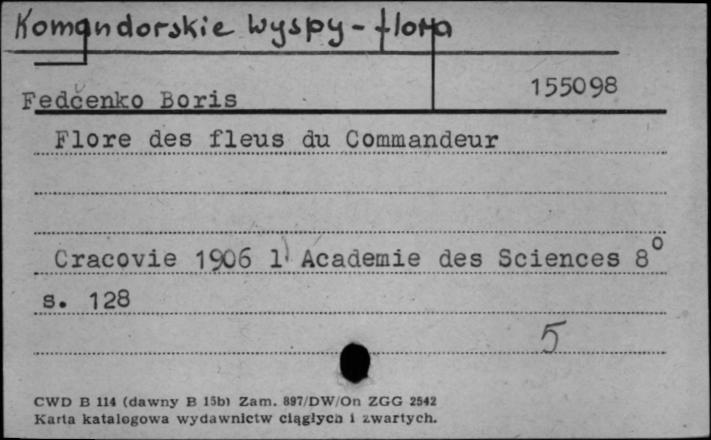 Komandorskie wyspy - flora
155098
Fedčenko Boris
Flore des fleus du Commandeur
Cracovie 1906 l'Academie des Sciences 8°
s. 128
5
CWD B 114 (dawny B 15b) Zam. 897/DW/On ZGG 2542
Karta katalogowa wydawnictw ciągłych i zwartych.